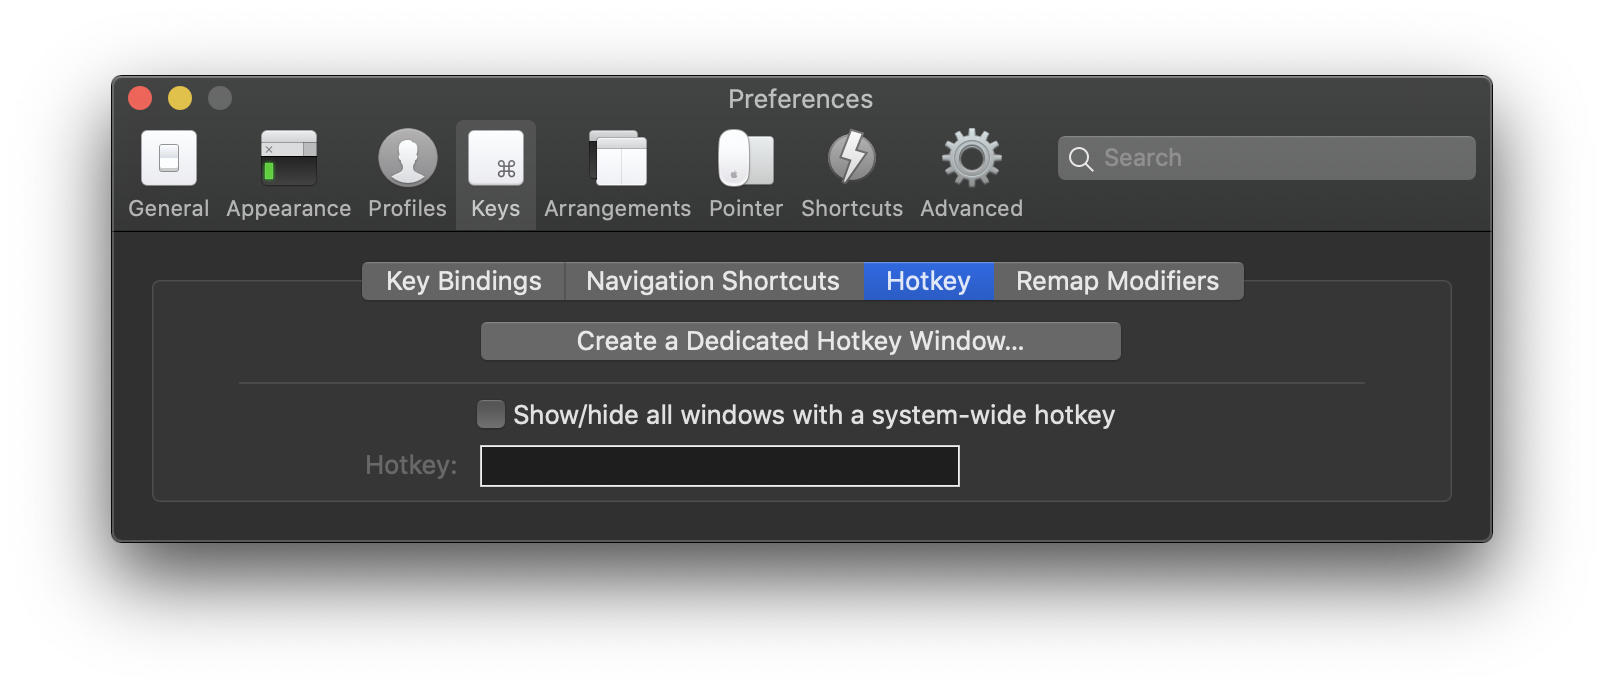 Preferences
General Appearance Profiles Keys Arrangements Pointer Shortcuts Advanced Search
Key Bindings Navigation Shortcuts Hotkey Remap Modifiers
Create a Dedicated Hotkey Window...
Show/hide all windows with a system-wide hotkey
Hotkey: